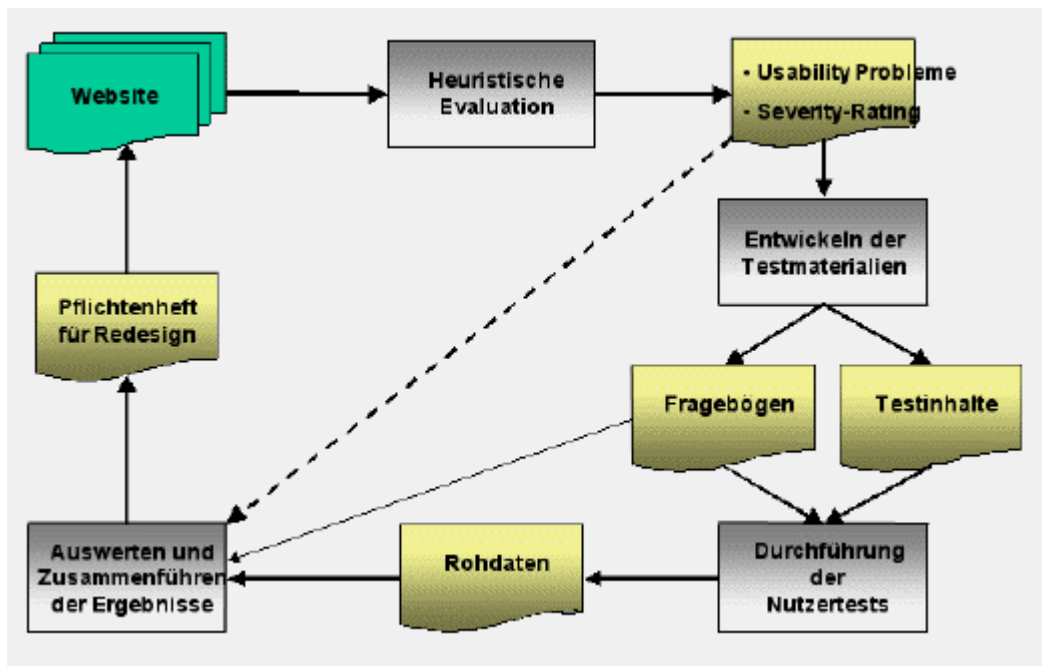 Website
Heuristische
Evaluation
- Usability Probleme
- Severity-Rating
Entwickeln der
Testmaterialien
Pflichtenheft
für Redesign
Fragebögen
Testinhalte
Auswerten und
Zusammenführen
der Ergebnisse
Rohdaten
Durchführung
der
Nutzertests